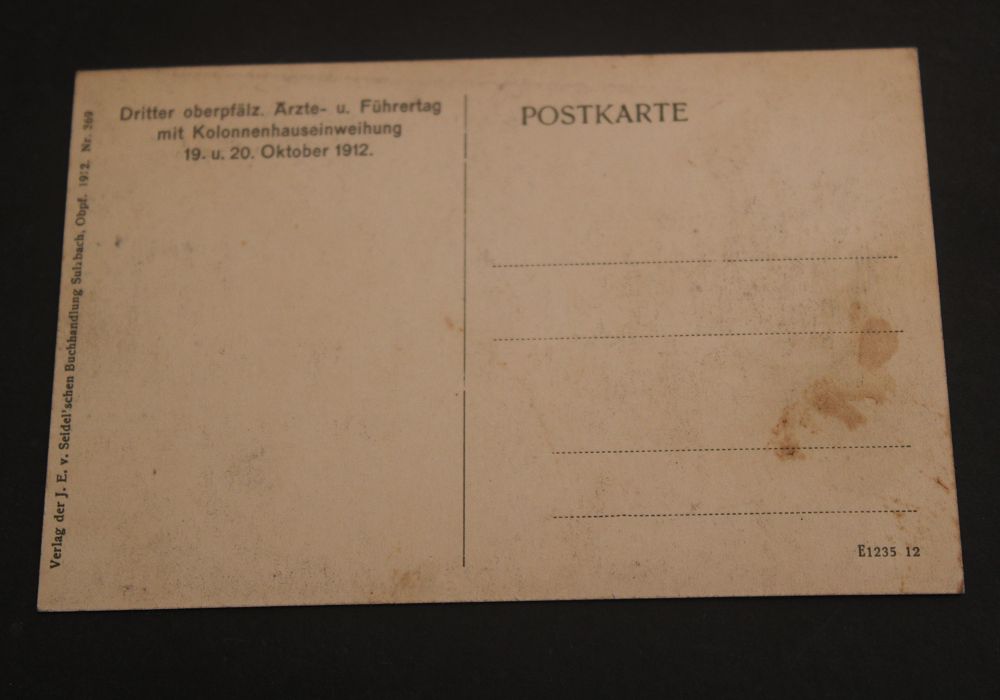 Dritter oberpfälz. Ärzte- u. Führertag
mit Kolonnenhauseinweihung
19. u. 20. Oktober 1912.
POSTKARTE
Verlag der J. E. v. Seidel'schen Buchhandlung Sulzbach, Obpf. 1912. Nr. 269
E1235 12